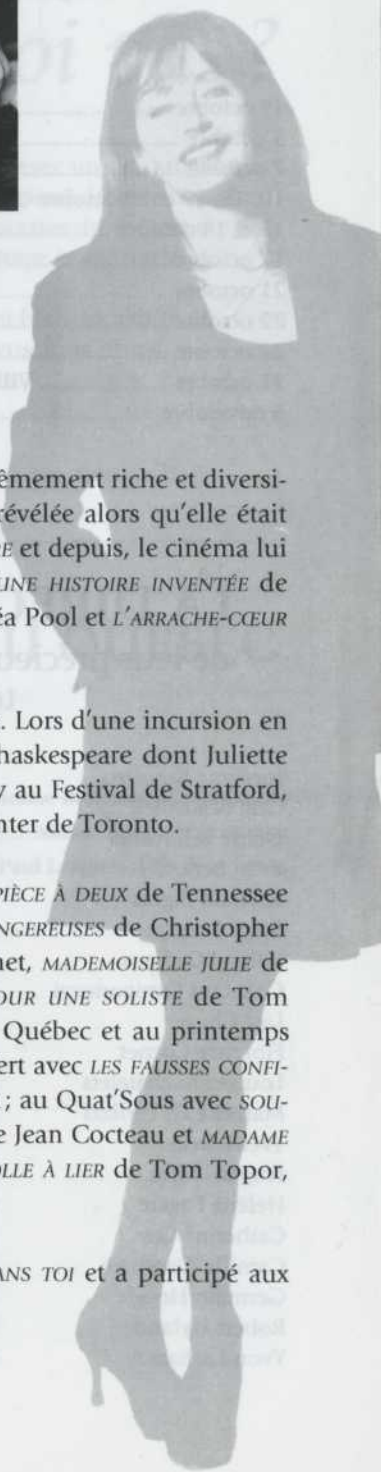 êmement riche et diversi-
révélée alors qu'elle était
RE et depuis, le cinéma lui
UNE HISTOIRE INVENTÉE de
éa Pool et L'ARRACHE-CŒUR
. Lors d'une incursion en
haskespeare dont Juliette
y au Festival de Stratford,
nter de Toronto.
PIÈCE À DEUX de Tennessee
NGEREUSES de Christopher
net, MADEMOISELLE JULIE de
OUR UNE SOLISTE de Tom
Québec et au printemps
ert avec LES FAUSSES CONFI-
; au Quat'Sous avec SOU-
e Jean Cocteau et MADAME
OLLE À LIER de Tom Topor,
ANS TOI et a participé aux